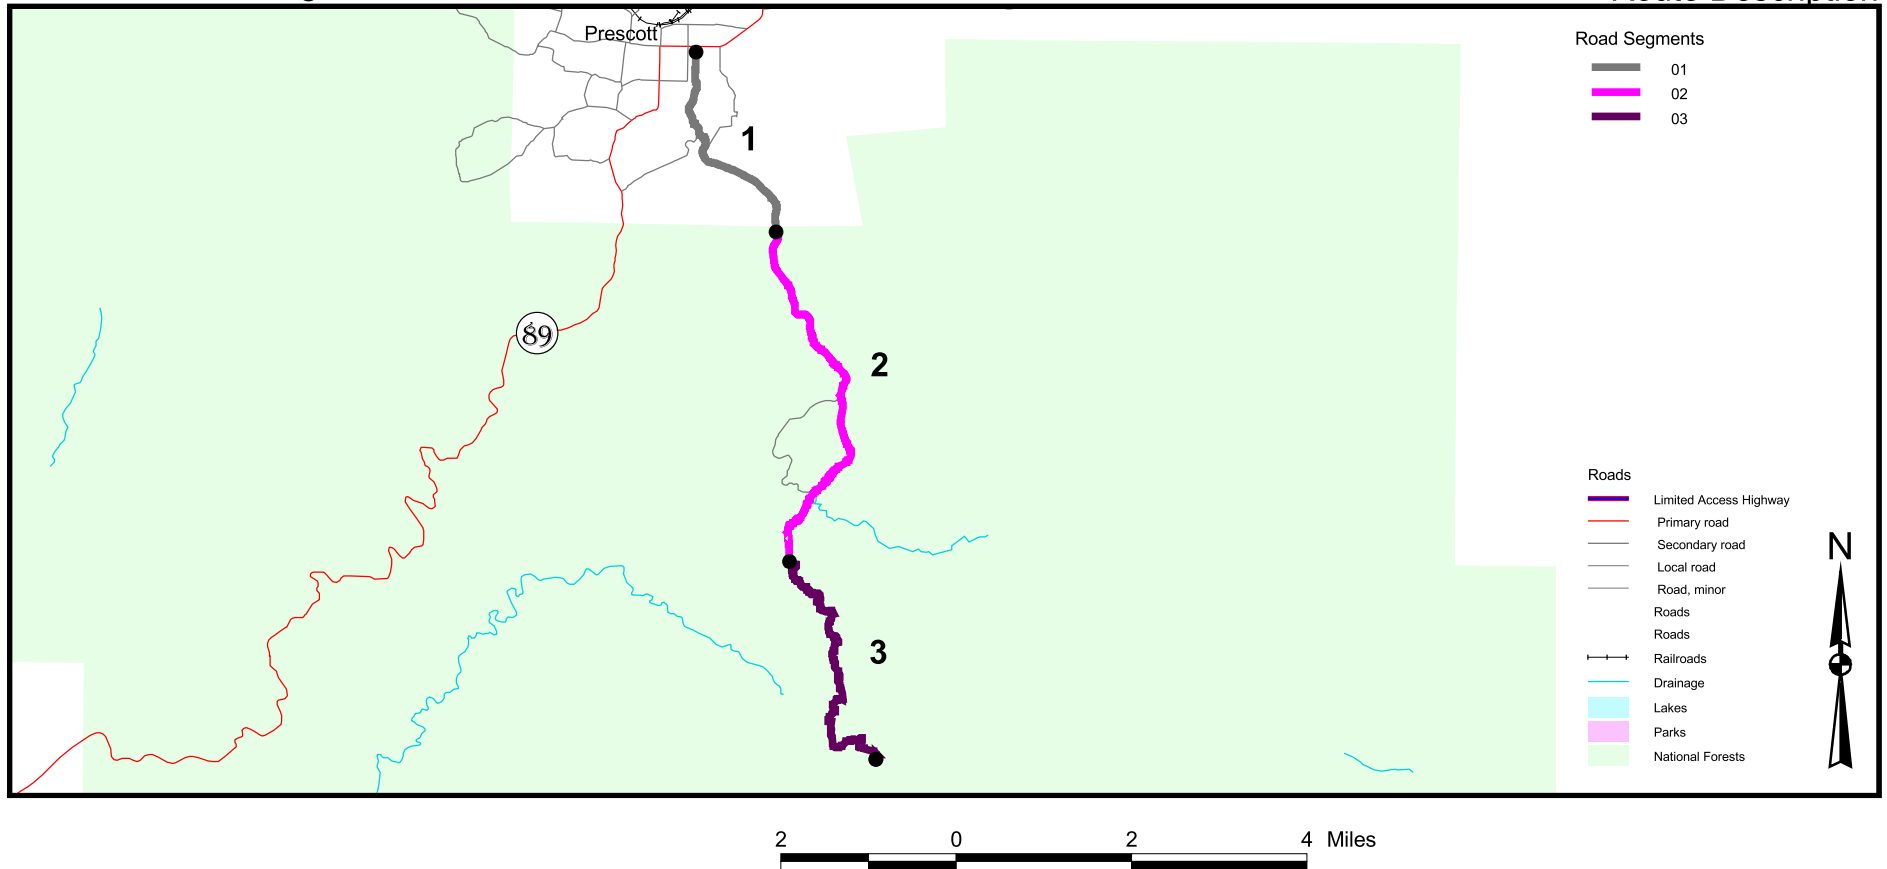 Prescott
Road Segments
01
02
03
1
2
89
3
Roads
Limited Access Highway
Primary road
Secondary road
Local road
Road, minor
Roads
Roads
Railroads
Drainage
Lakes
Parks
National Forests
N
2 0 2 4 Miles